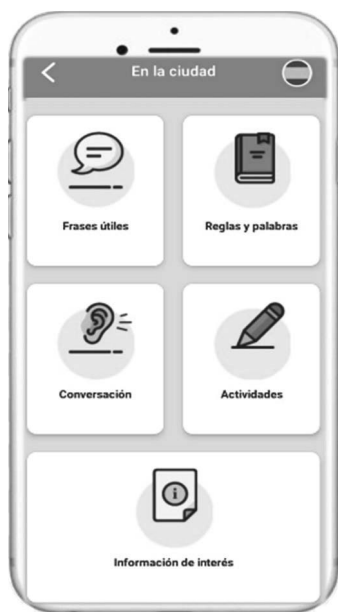 En la ciudad
Frases útiles
Reglas y palabras
Conversación
Actividades
Información de interés